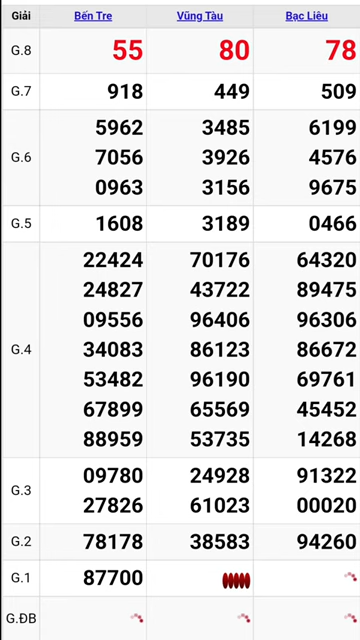 Giải Bến Tre Vũng Tàu Bạc Liêu
G.8 55 80 78
G.7 918 449 509
5962 3485 6199
G.6 7056 3926 4576
0963 3156 9675
G.5 1608 3189 0466
22424 70176 64320
24827 43722 89475
09556 96406 96306
G.4 34083 86123 86672
53482 96190 69761
67899 65569 45452
88959 53735 14268
G.3 09780 24928 91322
27826 61023 00020
G.2 78178 38583 94260
G.1 87700
G.ĐB